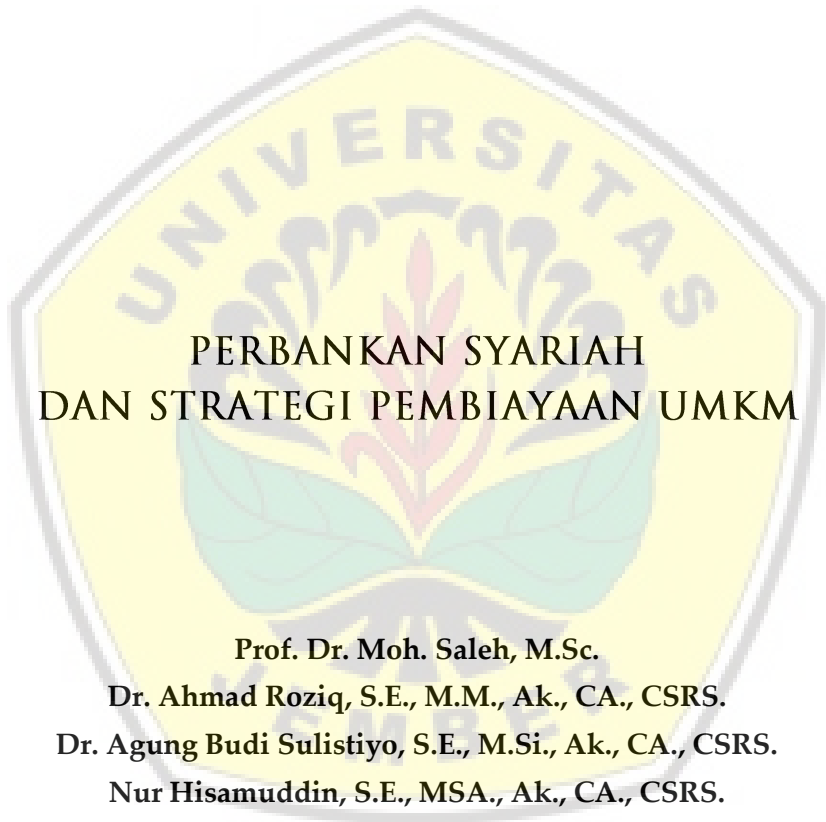 UNIVERSITAS
PERBANKAN SYARIAH
DAN STRATEGI PEMBIAYAAN UMKM
Prof. Dr. Moh. Saleh, M.Sc.
Dr. Ahmad Roziq, S.E., M.M., Ak., CA., CSRS.
Dr. Agung Budi Sulistiyo, S.E., M.Si., Ak., CA., CSRS.
Nur Hisamuddin, S.E., MSA., Ak., CA., CSRS.
JEMBER